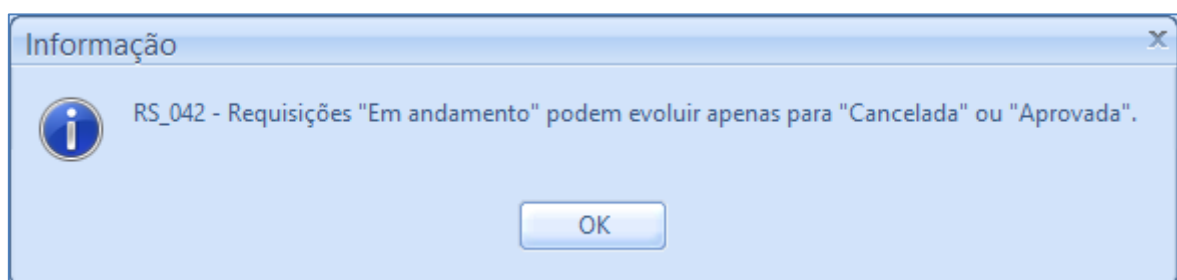 Informação
RS_042 - Requisições "Em andamento" podem evoluir apenas para "Cancelada" ou "Aprovada".
OK